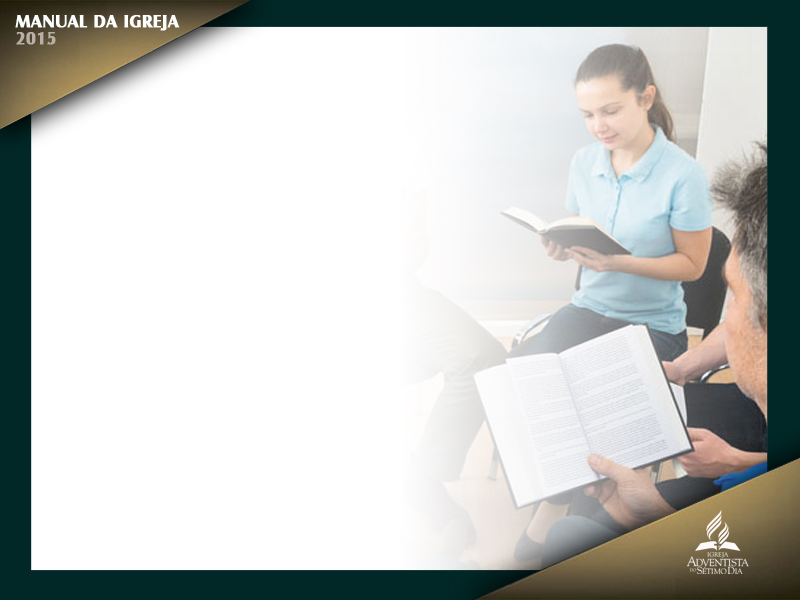 MANUAL DA IGREJA
2015
IGREJA
ADVENTISTA
DO SÉTIMO DIA